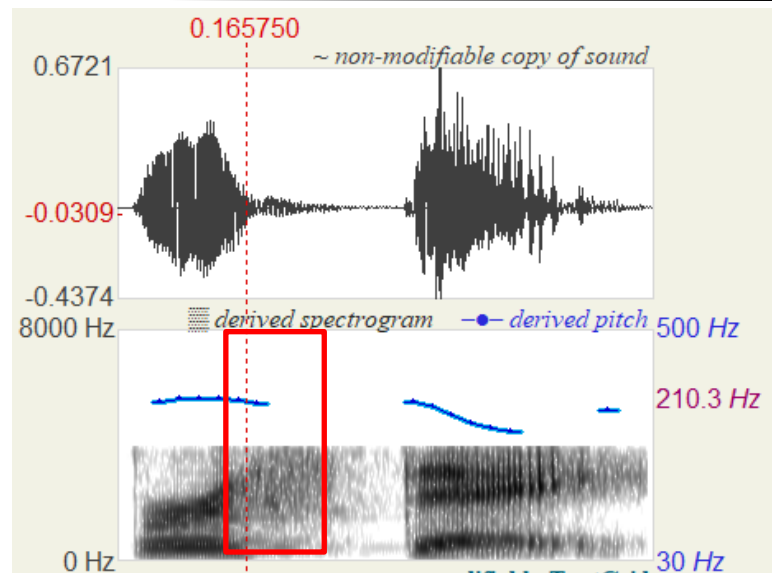 0.165750
0.6721
~ non-modifiable copy of sound
-0.0309
-0.4374
8000 Hz
derived spectrogram
derived pitch
500 Hz
210.3 Hz
0 Hz
30 Hz